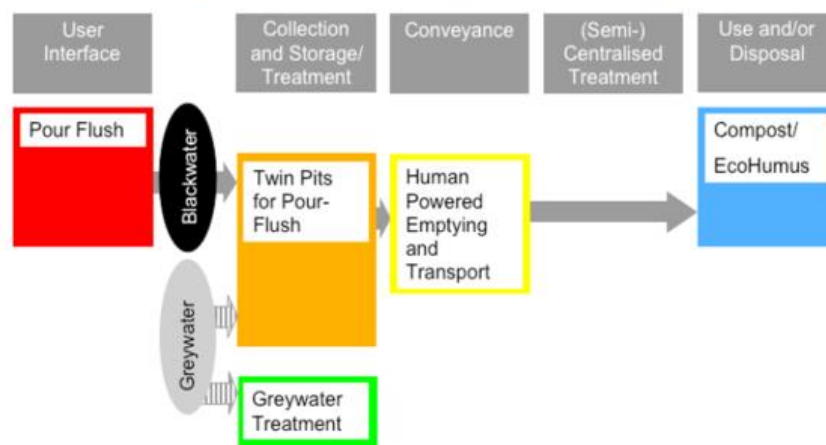 User
Interface
Collection
and Storage/
Treatment
Conveyance
(Semi-)
Centralised
Treatment
Use and/or
Disposal
Pour Flush
Blackwater
Twin Pits
for Pour-
Flush
Human
Powered
Emptying
and
Transport
Compost/
EcoHumus
Greywater
Greywater
Treatment